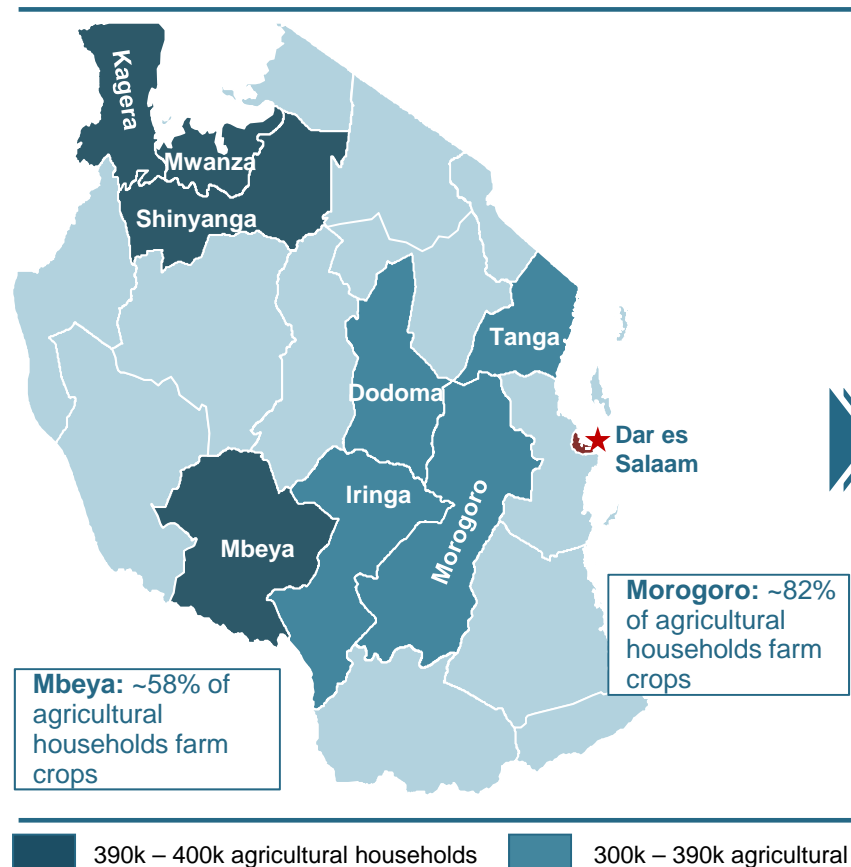 Kagera
Mwanza
Shinyanga
Tanga
Dodoma
Dar es
Salaam
Iringa
Morogoro
Mbeya
Morogoro: ~82%
of agricultural
households farm
crops
Mbeya: ~58% of
agricultural
households farm
crops
390k – 400k agricultural households
300k – 390k agricultural